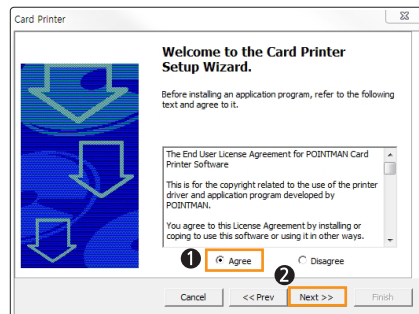 Card Printer
Welcome to the Card Printer
Setup Wizard.
Before installing an application program, refer to the following
text and agree to it.
The End User License Agreement for POINTMAN Card
Printer Software
This is for the copyright related to the use of the printer
driver and application program developed by
POINTMAN.
You agree to this License Agreement by installing or
coping to use this software or using it in other ways.
1 Agree Disagree
2
Cancel << Prev Next >> Finish